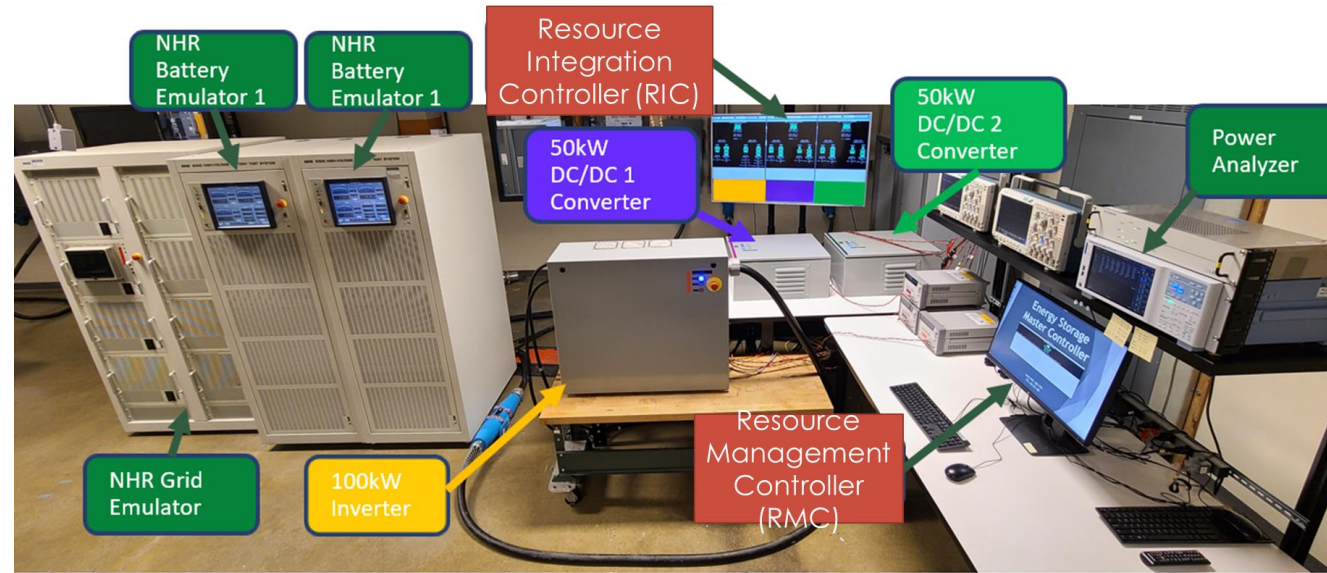 NHR
Battery
Emulator 1
NHR
Battery
Emulator 1
Resource
Integration
Controller (RIC)
50kW
DC/DC 1
Converter
50kW
DC/DC 2
Converter
Power
Analyzer
Energy Storage
Master Controller
NHR Grid
Emulator
100kW
Inverter
Resource
Management
Controller
(RMC)